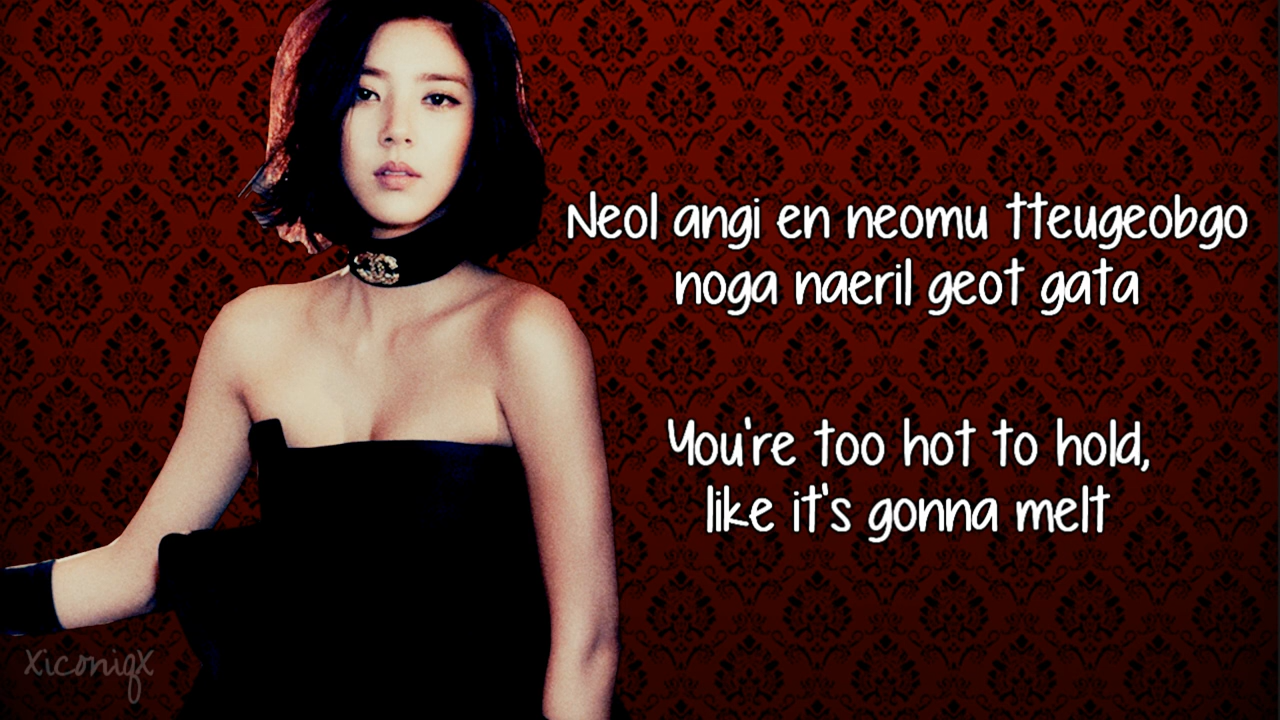 Neol angi en neomu tteugeobgo
noga naeril geot gata
You're too hot to hold,
like it's gonna melt
xiconiqx